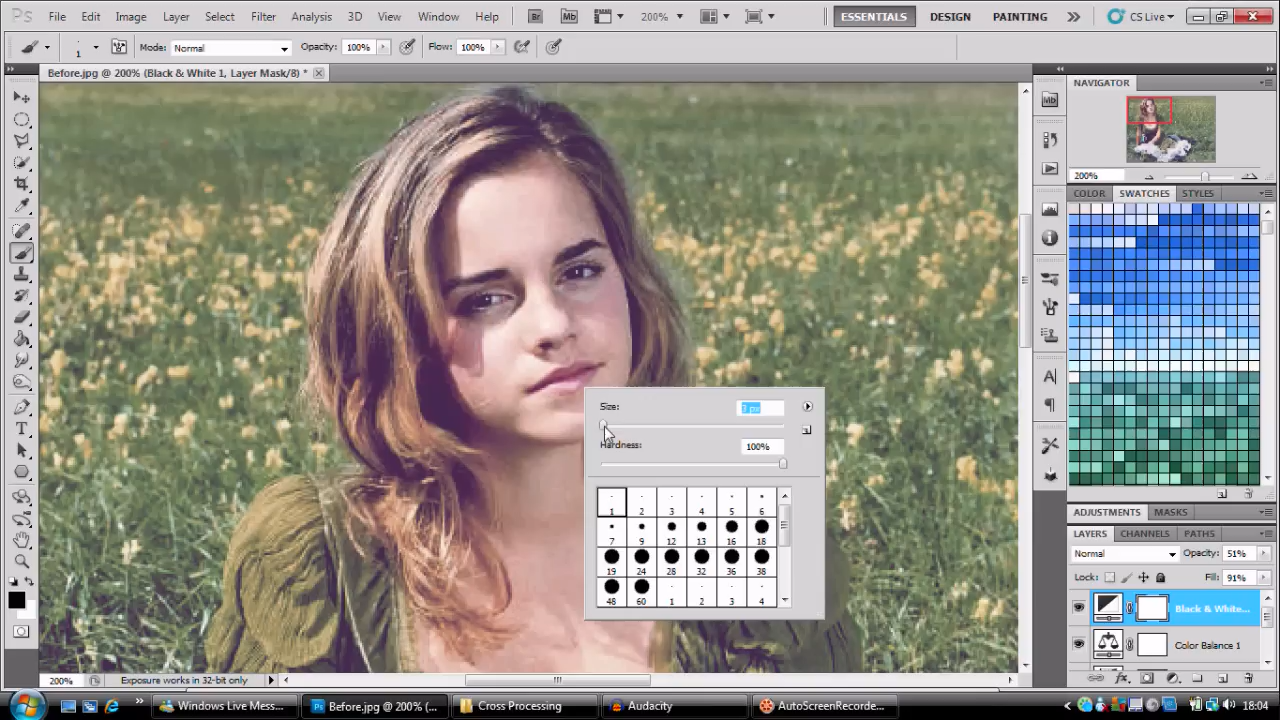 Ps File Edit Image Layer Select Filter Analysis 3D View Window Help Br Mb 200% ESSENTIALS DESIGN PAINTING CS Live
1 Mode: Normal Opacity: 100% Flow: 100%
Before.jpg @ 200% (Black & White 1, Layer Mask/8) *
NAVIGATOR
Mb
200%
COLOR SWATCHES STYLES
Size:
Hardness: 100%
1 2 3 4 5 6
7 9 12 13 16 18
19 24 28 32 36 38
48 60 1 2 3 4
ADJUSTMENTS MASKS
LAYERS CHANNELS PATHS
Normal Opacity: 51%
Lock: Fill: 91%
Black & White...
Color Balance 1
200% Exposure works in 32-bit only
Windows Live Mess... Before.jpg @ 200% (... Cross Processing Audacity AutoScreenRecorde... 18:04